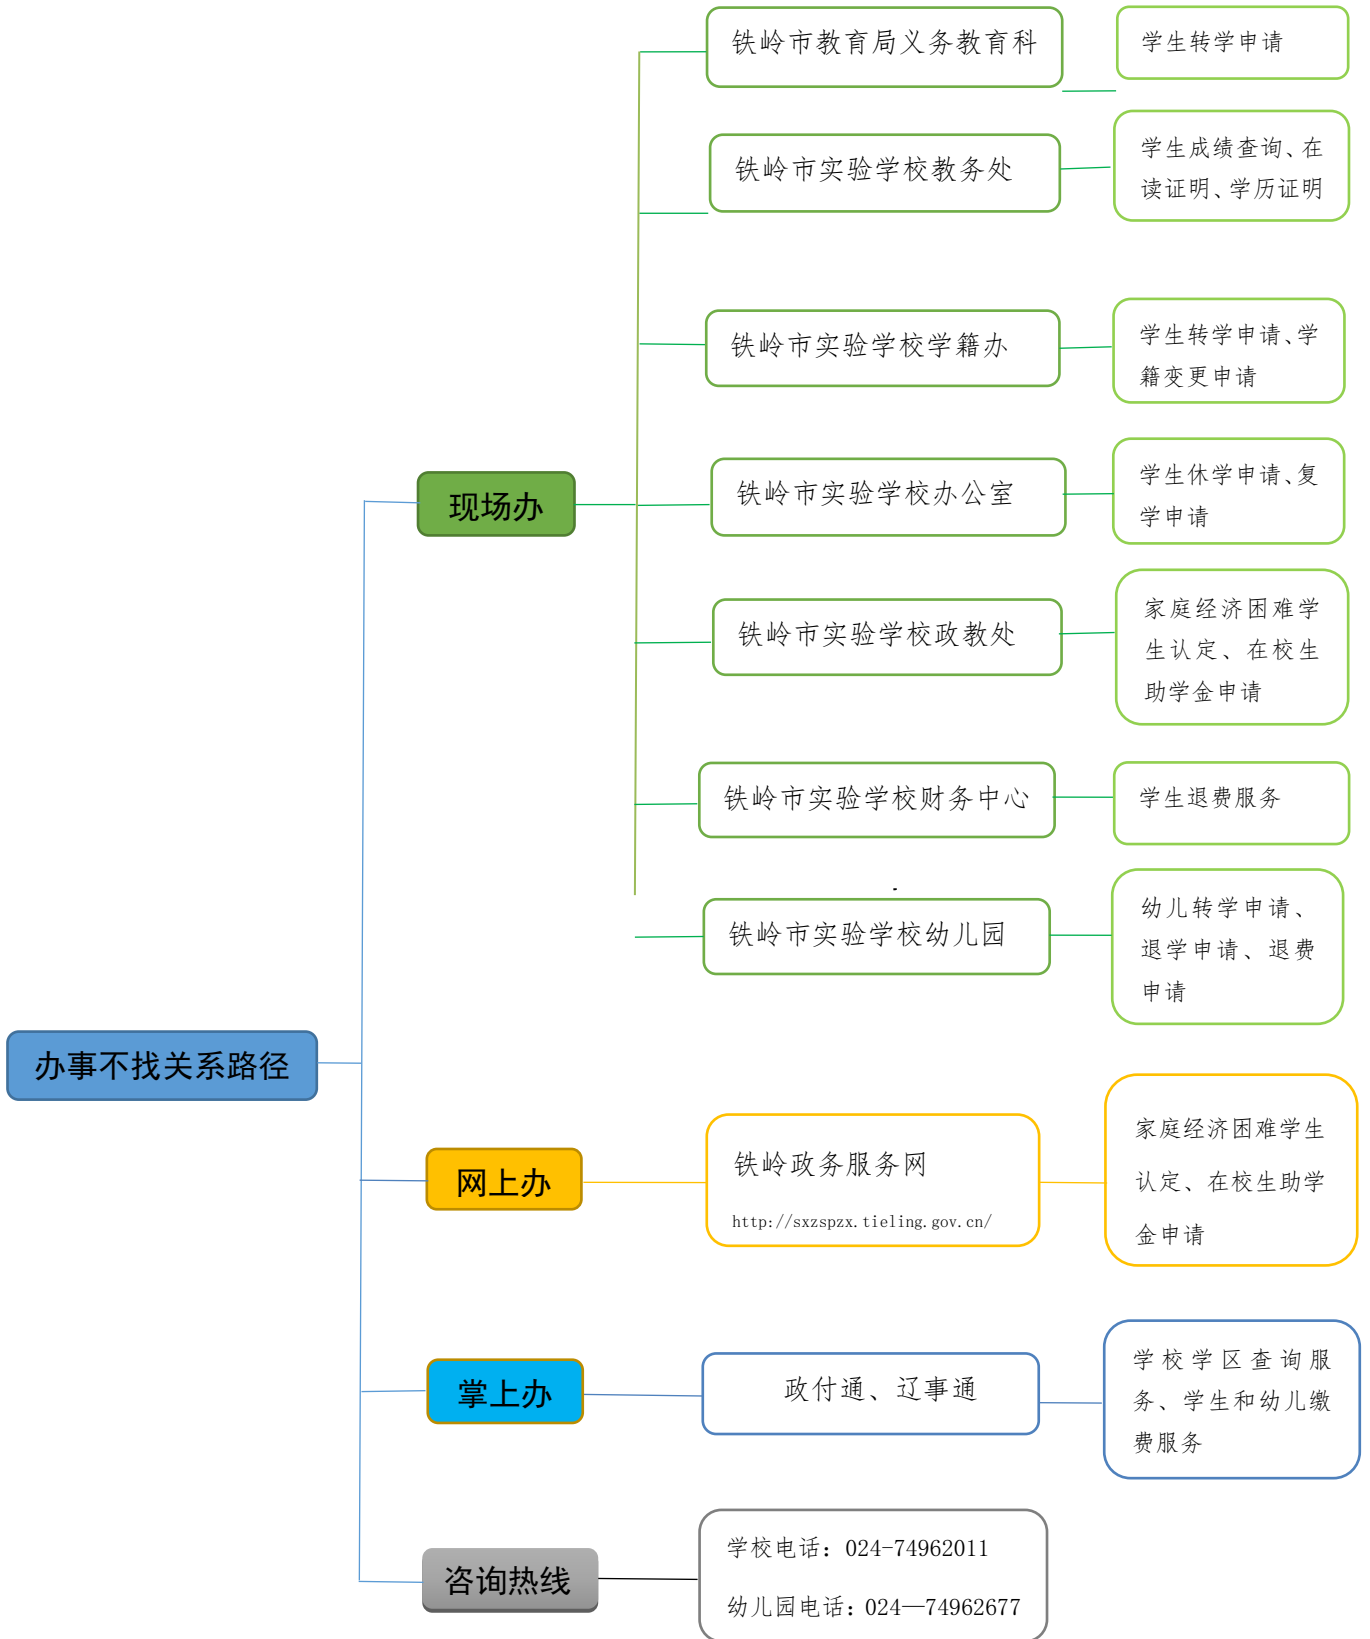 铁岭市教育局义务教育科
学生转学申请
铁岭市实验学校教务处
学生成绩查询、在
读证明、学历证明
铁岭市实验学校学籍办
学生转学申请、学
籍变更申请
现场办
铁岭市实验学校办公室
学生休学申请、复
学申请
铁岭市实验学校政教处
家庭经济困难学
生认定、在校生
助学金申请
铁岭市实验学校财务中心
学生退费服务
铁岭市实验学校幼儿园
幼儿转学申请、
退学申请、退费
申请
办事不找关系路径
网上办
铁岭政务服务网
http://sxzspzx.tieling.gov.cn/
家庭经济困难学生
认定、在校生助学
金申请
掌上办
政付通、辽事通
学校学区查询服
务、学生和幼儿缴
费服务
咨询热线
学校电话：024-74962011
幼儿园电话：024—74962677